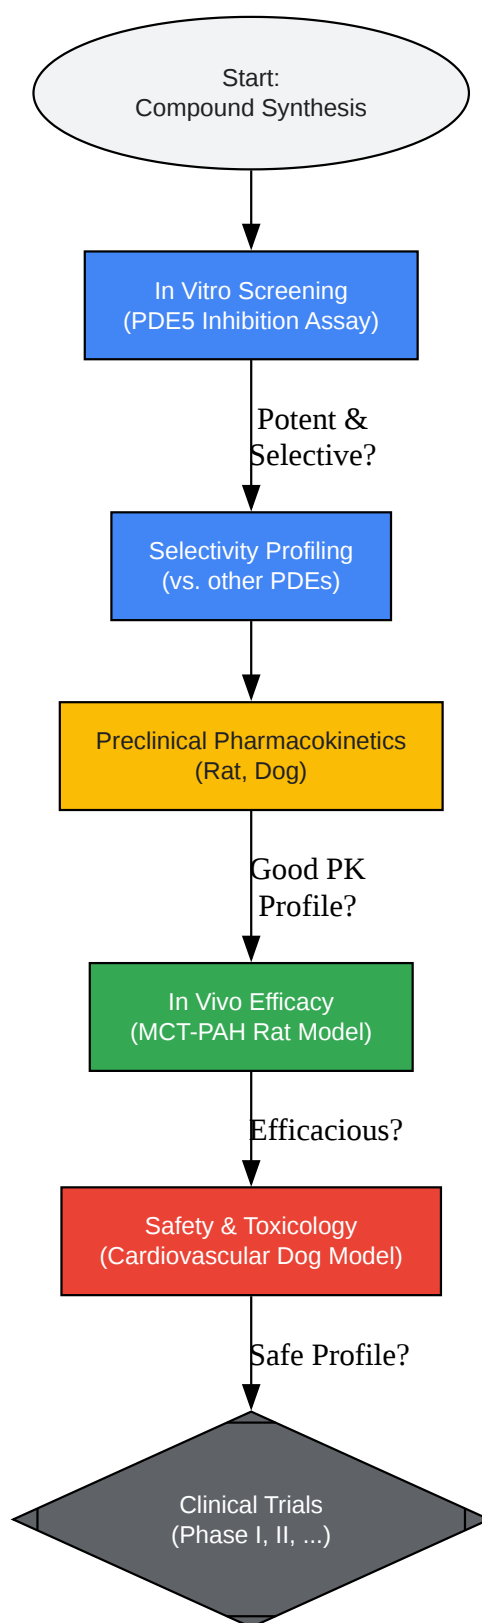 Start:
Compound Synthesis
In Vitro Screening
(PDE5 Inhibition Assay)
Potent &
Selective?
Selectivity Profiling
(vs. other PDEs)
Preclinical Pharmacokinetics
(Rat, Dog)
Good PK
Profile?
In Vivo Efficacy
(MCT-PAH Rat Model)
Efficacious?
Safety & Toxicology
(Cardiovascular Dog Model)
Safe Profile?
Clinical Trials
(Phase I, II, ...)